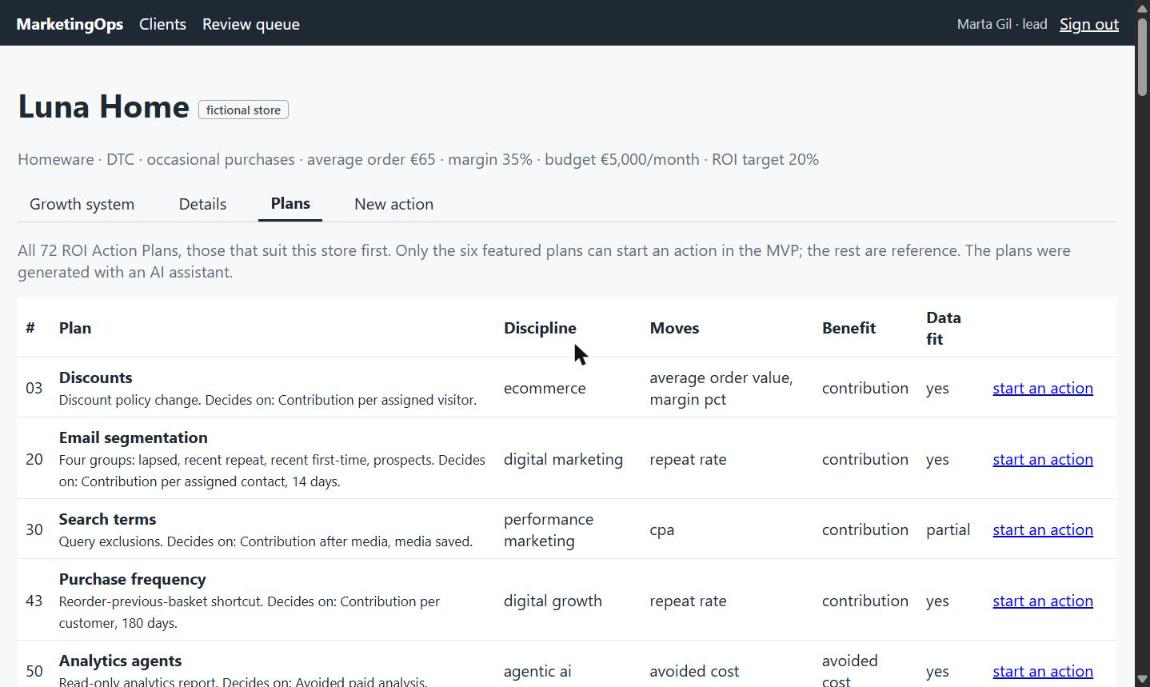 MarketingOps Clients Review queue Marta Gil · lead Sign out
Luna Home fictional store
Homeware · DTC · occasional purchases · average order €65 · margin 35% · budget €5,000/month · ROI target 20%
Growth system Details Plans New action
All 72 ROI Action Plans, those that suit this store first. Only the six featured plans can start an action in the MVP; the rest are reference. The plans were
generated with an AI assistant.
# Plan Discipline Moves Benefit Data
fit
03 Discounts ecommerce average order value, contribution yes start an action
Discount policy change. Decides on: Contribution per assigned visitor. margin pct
Email segmentation
20 Four groups: lapsed, recent repeat, recent first-time, prospects. Decides digital marketing repeat rate contribution yes start an action
on: Contribution per assigned contact, 14 days.
30 Search terms performance cpa contribution partial start an action
Query exclusions. Decides on: Contribution after media, media saved. marketing
Purchase frequency
43 Reorder-previous-basket shortcut. Decides on: Contribution per digital growth repeat rate contribution yes start an action
customer, 180 days.
50 Analytics agents agentic ai avoided cost avoided yes start an action
Read-only analytics report. Decides on: Avoided paid analysis. cost